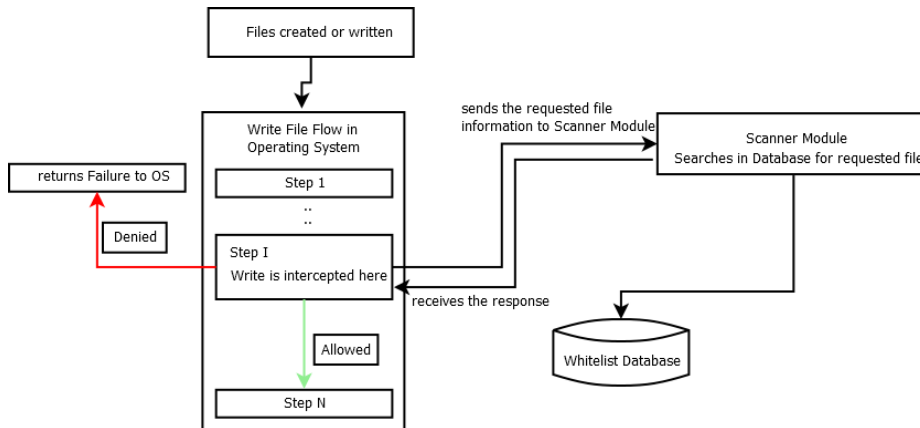 Files created or written
Write File Flow in
Operating System
Step 1
..
..
Step I
Write is intercepted here
Allowed
Step N
Denied
returns Failure to OS
sends the requested file
information to Scanner Module
receives the response
Scanner Module
Searches in Database for requested file
Whitelist Database